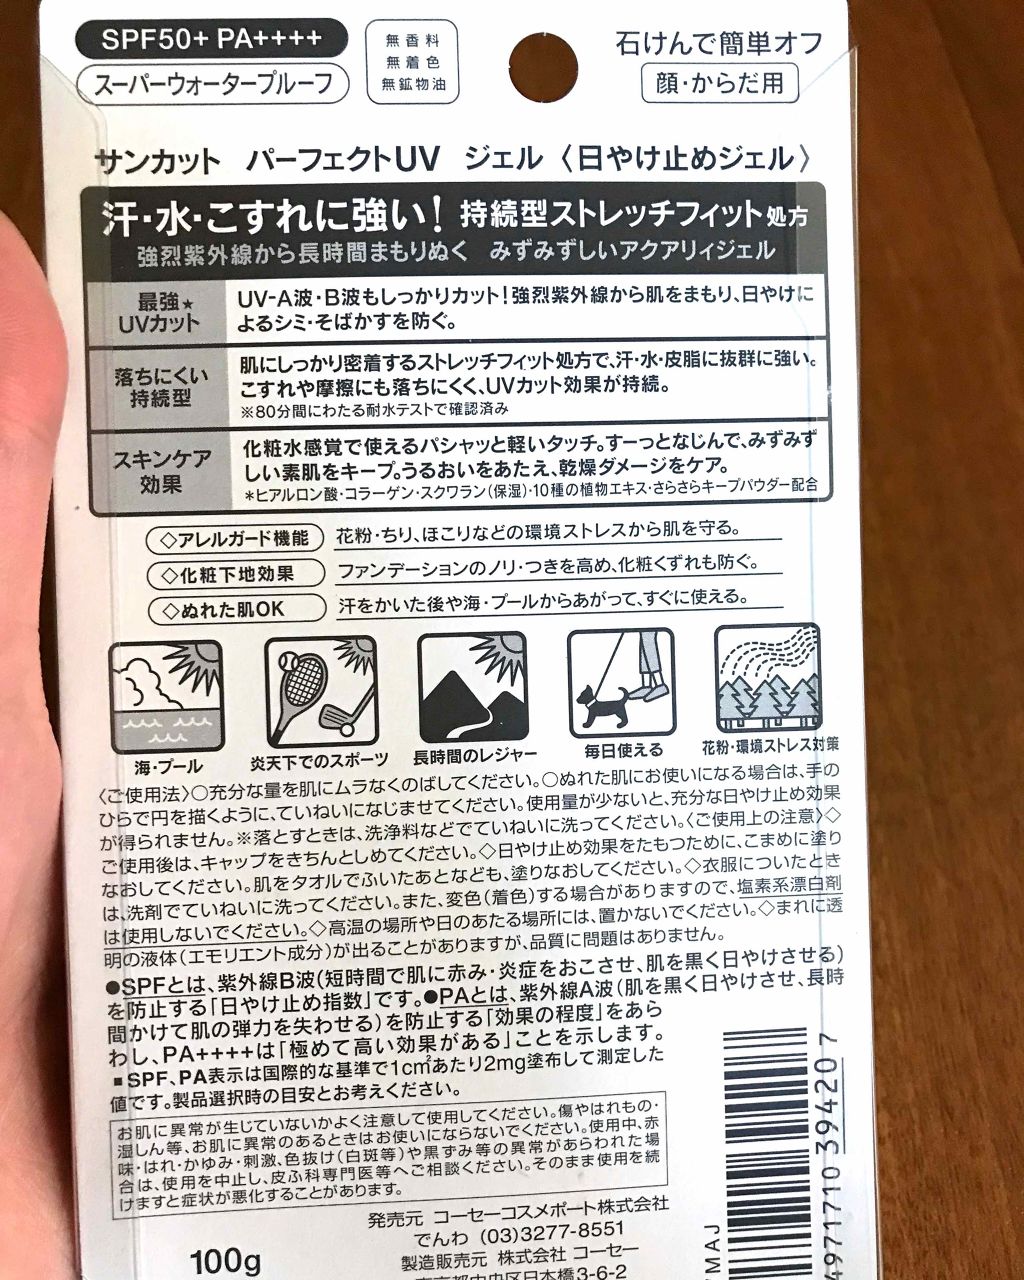 SPF50+ PA++++
スーパーウォータープルーフ
無香料
無着色
無鉱物油
石けんで簡単オフ
顔・からだ用
サンカット パーフェクトUV ジェル 〈日やけ止めジェル〉
汗・水・こすれに強い! 持続型ストレッチフィット処方
強烈紫外線から長時間まもりぬく みずみずしいアクアリィジェル
最強★
UVカット
UV-A波・B波もしっかりカット!強烈紫外線から肌をまもり、日やけに
よるシミ・そばかすを防ぐ。
落ちにくい
持続型
肌にしっかり密着するストレッチフィット処方で、汗・水・皮脂に抜群に強い。
こすれや摩擦にも落ちにくく、UVカット効果が持続。
※80分間にわたる耐水テストで確認済み
スキンケア
効果
化粧水感覚で使えるパシャッと軽いタッチ。すーっとなじんで、みずみず
しい素肌をキープ。うるおいをあたえ、乾燥ダメージをケア。
*ヒアルロン酸・コラーゲン・スクワラン(保湿)・10種の植物エキス・さらさらキープパウダー配合
◇アレルガード機能
花粉・ちり、ほこりなどの環境ストレスから肌を守る。
◇化粧下地効果
ファンデーションのノリ・つきを高め、化粧くずれも防ぐ。
◇ぬれた肌OK
汗をかいた後や海・プールからあがって、すぐに使える。
海・プール
炎天下でのスポーツ
長時間のレジャー
毎日使える
花粉・環境ストレス対策
〈ご使用法〉○充分な量を肌にムラなくのばしてください。○ぬれた肌にお使いになる場合は、手の
ひらで円を描くように、ていねいになじませてください。使用量が少ないと、充分な日やけ止め効果
が得られません。※落とすときは、洗浄料などでていねいに洗ってください。〈ご使用上の注意〉◇
ご使用後は、キャップをきちんとしめてください。◇日やけ止め効果をたもつために、こまめに塗り
なおしてください。肌をタオルでふいたあとなども、塗りなおしてください。◇衣服についたとき
は、洗剤でていねいに洗ってください。また、変色(着色)する場合がありますので、塩素系漂白剤
は使用しないでください。◇高温の場所や日のあたる場所には、置かないでください。◇まれに透
明の液体(エモリエント成分)が出ることがありますが、品質に問題はありません。
●SPFとは、紫外線B波(短時間で肌に赤み・炎症をおこさせ、肌を黒く日やけさせる)
を防止する「日やけ止め指数」です。●PAとは、紫外線A波(肌を黒く日やけさせ、長時
間かけて肌の弾力を失わせる)を防止する「効果の程度」をあら
わし、PA++++は「極めて高い効果がある」ことを示します。
■SPF、PA表示は国際的な基準で1c㎡あたり2mg塗布して測定した
値です。製品選択時の目安とお考えください。
お肌に異常が生じていないかよく注意して使用してください。傷やはれもの・
湿しん等、お肌に異常のあるときはお使いにならないでください。使用中、赤
味・はれ・かゆみ・刺激、色抜け(白斑等)や黒ずみ等の異常があらわれた場
合は、使用を中止し、皮ふ科専門医等へご相談ください。そのまま使用を続
けますと症状が悪化することがあります。
発売元 コーセーコスメポート株式会社
でんわ (03)3277-8551
100g
製造販売元 株式会社 コーセー
東京都中央区日本橋3-6-2
4971710 39420 7
MAJ